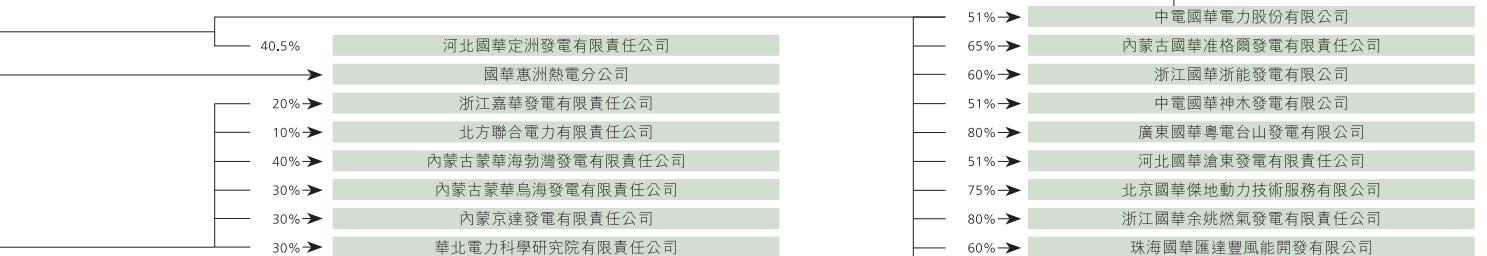 51% 中電國華電力股份有限公司
40.5% 河北國華定洲發電有限責任公司
65% 內蒙古國華准格爾發電有限責任公司
國華惠洲熱電分公司
60% 浙江國華浙能發電有限公司
20% 浙江嘉華發電有限責任公司
51% 中電國華神木發電有限公司
10% 北方聯合電力有限責任公司
80% 廣東國華粵電台山發電有限公司
40% 內蒙古蒙華海勃灣發電有限責任公司
51% 河北國華滄東發電有限責任公司
30% 內蒙古蒙華烏海發電有限責任公司
75% 北京國華傑地動力技術服務有限公司
30% 內蒙京達發電有限責任公司
80% 浙江國華余姚燃氣發電有限責任公司
30% 華北電力科學研究院有限責任公司
60% 珠海國華匯達豐風能開發有限公司